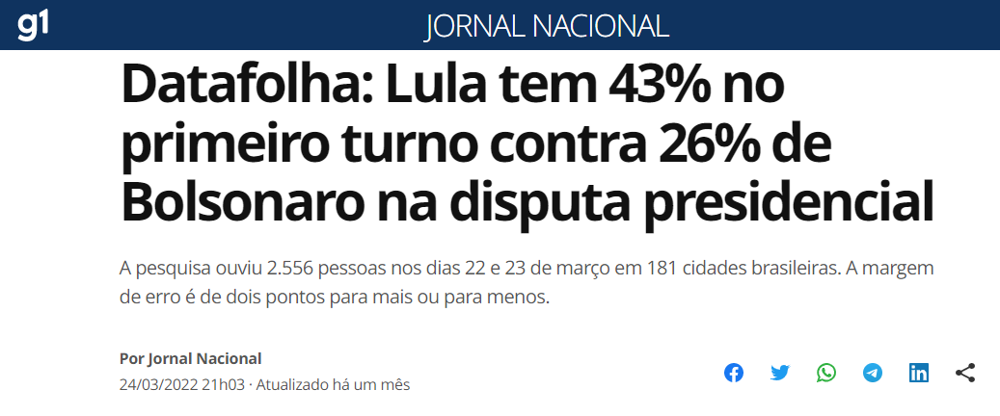 g1
JORNAL NACIONAL
Datafolha: Lula tem 43% no
primeiro turno contra 26% de
Bolsonaro na disputa presidencial
A pesquisa ouviu 2.556 pessoas nos dias 22 e 23 de março em 181 cidades brasileiras. A margem
de erro é de dois pontos para mais ou para menos.
Por Jornal Nacional
24/03/2022 21h03 · Atualizado há um mês